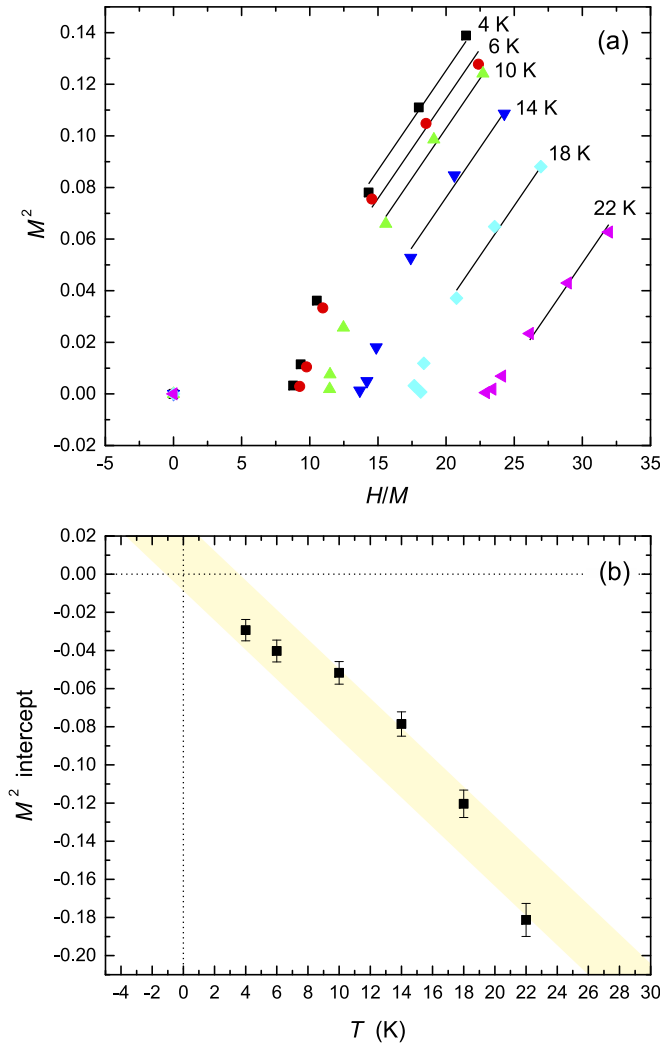 0.14
0.12
0.10
0.08
0.06
0.04
0.02
0.00
-0.02
M²
(a)
4 K
6 K
10 K
14 K
18 K
22 K
-5 0 5 10 15 20 25 30 35
H/M
0.02
0.00
-0.02
-0.04
-0.06
-0.08
-0.10
-0.12
-0.14
-0.16
-0.18
-0.20
M² intercept
(b)
-4 -2 0 2 4 6 8 10 12 14 16 18 20 22 24 26 28 30
T (K)